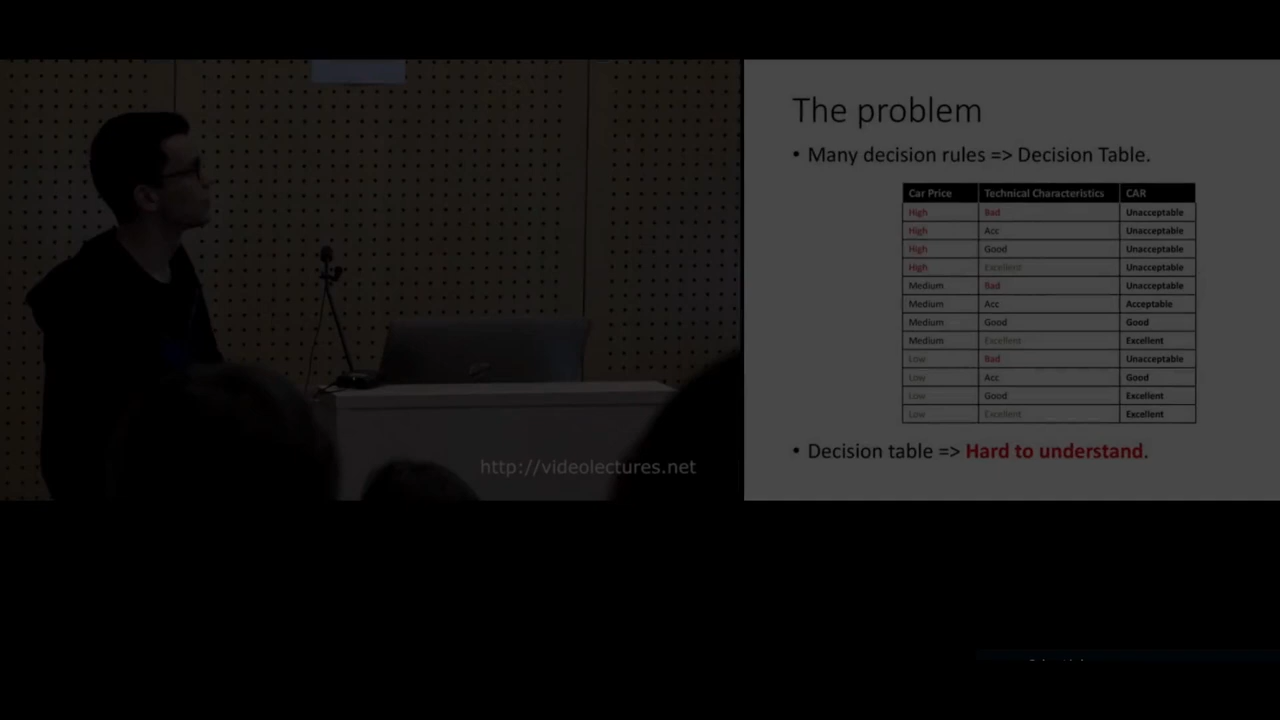 The problem
• Many decision rules => Decision Table.
Car Price Technical Characteristics CAR
High Bad Unacceptable
High Acc Unacceptable
High Good Unacceptable
High Excellent Unacceptable
Medium Bad Unacceptable
Medium Acc Acceptable
Medium Good Good
Medium Excellent Excellent
Low Bad Unacceptable
Low Acc Good
Low Good Excellent
Low Excellent Excellent
• Decision table => Hard to understand.
http://videolectures.net